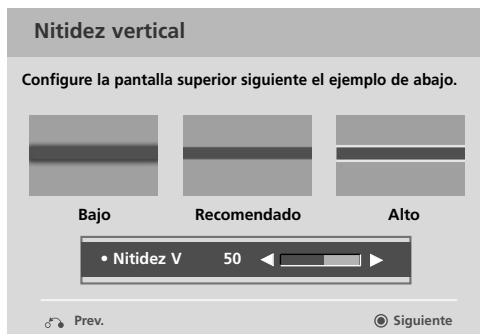 Nitidez vertical
Configure la pantalla superior siguiente el ejemplo de abajo.
Bajo Recomendado Alto
• Nitidez V 50
Prev. Siguiente